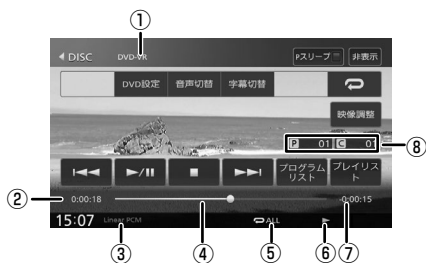 ①
◀ DISC DVD-VR Pスリープ 非表示
DVD設定 音声切替 字幕切替
映像調整
P 01 C 01 ⑧
プログラム
リスト
プレイリス
ト
② 0:00:18 -0:00:15
15:07 Linear PCM ALL
③ ④ ⑤ ⑥ ⑦